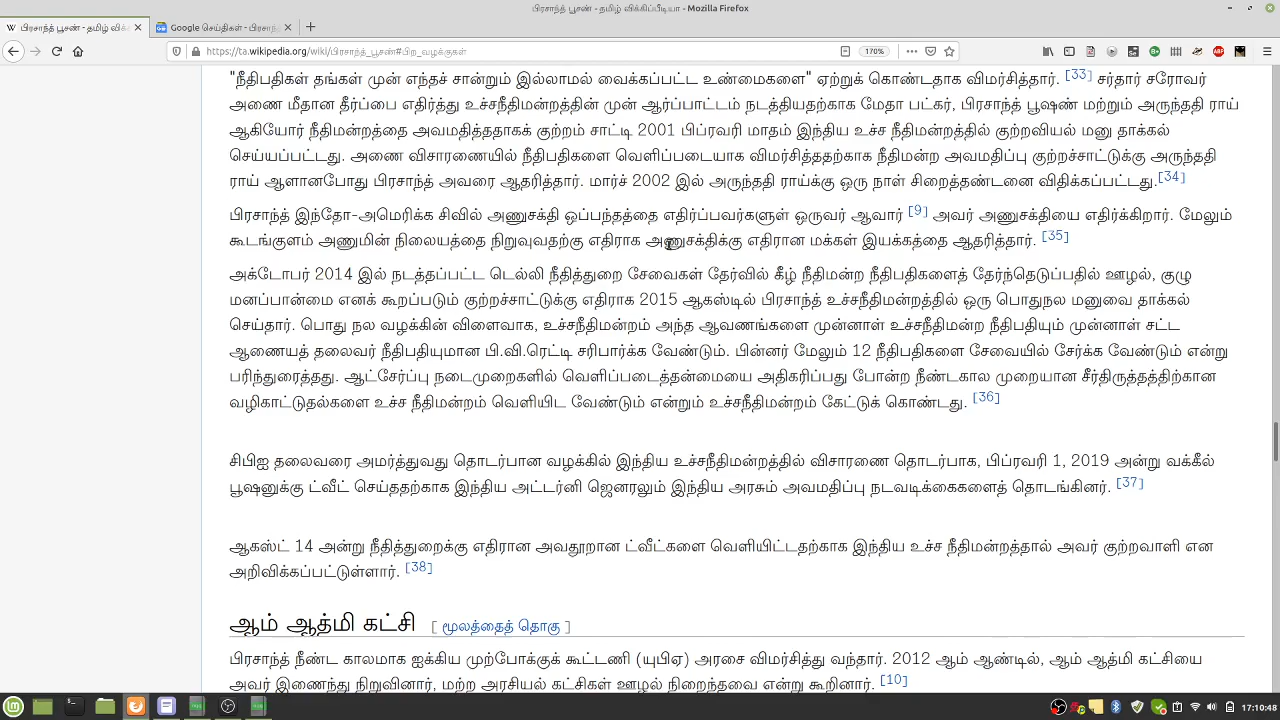 பிரசாந்த் பூசண் - தமிழ் விக்கிப்பீடியா - Mozilla Firefox
பிரசாந்த் பூசண் - தமிழ் விக்
Google செய்திகள் - பிரசாந்
https://ta.wikipedia.org/wiki/பிரசாந்த்_பூசண்#பிற_வழக்குகள்
170%
"நீதிபதிகள் தங்கள் முன் எந்தச் சான்றும் இல்லாமல் வைக்கப்பட்ட உண்மைகளை" ஏற்றுக் கொண்டதாக விமர்சித்தார். [33] சர்தார் சரோவர்
அணை மீதான தீர்ப்பை எதிர்த்து உச்சநீதிமன்றத்தின் முன் ஆர்ப்பாட்டம் நடத்தியதற்காக மேதா பட்கர், பிரசாந்த் பூஷண் மற்றும் அருந்ததி ராய்
ஆகியோர் நீதிமன்றத்தை அவமதித்ததாகக் குற்றம் சாட்டி 2001 பிப்ரவரி மாதம் இந்திய உச்ச நீதிமன்றத்தில் குற்றவியல் மனு தாக்கல்
செய்யப்பட்டது. அணை விசாரணையில் நீதிபதிகளை வெளிப்படையாக விமர்சித்ததற்காக நீதிமன்ற அவமதிப்பு குற்றச்சாட்டுக்கு அருந்ததி
ராய் ஆளானபோது பிரசாந்த் அவரை ஆதரித்தார். மார்ச் 2002 இல் அருந்ததி ராய்க்கு ஒரு நாள் சிறைத்தண்டனை விதிக்கப்பட்டது.[34]
பிரசாந்த் இந்தோ-அமெரிக்க சிவில் அணுசக்தி ஒப்பந்தத்தை எதிர்ப்பவர்களுள் ஒருவர் ஆவார் [9] அவர் அணுசக்தியை எதிர்க்கிறார். மேலும்
கூடங்குளம் அணுமின் நிலையத்தை நிறுவுவதற்கு எதிராக அணுசக்திக்கு எதிரான மக்கள் இயக்கத்தை ஆதரித்தார். [35]
அக்டோபர் 2014 இல் நடத்தப்பட்ட டெல்லி நீதித்துறை சேவைகள் தேர்வில் கீழ் நீதிமன்ற நீதிபதிகளைத் தேர்ந்தெடுப்பதில் ஊழல், குழு
மனப்பான்மை எனக் கூறப்படும் குற்றச்சாட்டுக்கு எதிராக 2015 ஆகஸ்டில் பிரசாந்த் உச்சநீதிமன்றத்தில் ஒரு பொதுநல மனுவை தாக்கல்
செய்தார். பொது நல வழக்கின் விளைவாக, உச்சநீதிமன்றம் அந்த ஆவணங்களை முன்னாள் உச்சநீதிமன்ற நீதிபதியும் முன்னாள் சட்ட
ஆணையத் தலைவர் நீதிபதியுமான பி.வி.ரெட்டி சரிபார்க்க வேண்டும். பின்னர் மேலும் 12 நீதிபதிகளை சேவையில் சேர்க்க வேண்டும் என்று
பரிந்துரைத்தது. ஆட்சேர்ப்பு நடைமுறைகளில் வெளிப்படைத்தன்மையை அதிகரிப்பது போன்ற நீண்டகால முறையான சீர்திருத்தத்திற்கான
வழிகாட்டுதல்களை உச்ச நீதிமன்றம் வெளியிட வேண்டும் என்றும் உச்சநீதிமன்றம் கேட்டுக் கொண்டது. [36]
சிபிஐ தலைவரை அமர்த்துவது தொடர்பான வழக்கில் இந்திய உச்சநீதிமன்றத்தில் விசாரணை தொடர்பாக, பிப்ரவரி 1, 2019 அன்று வக்கீல்
பூஷனுக்கு ட்வீட் செய்ததற்காக இந்திய அட்டர்னி ஜெனரலும் இந்திய அரசும் அவமதிப்பு நடவடிக்கைகளைத் தொடங்கினர். [37]
ஆகஸ்ட் 14 அன்று நீதித்துறைக்கு எதிரான அவதூறான ட்வீட்களை வெளியிட்டதற்காக இந்திய உச்ச நீதிமன்றத்தால் அவர் குற்றவாளி என
அறிவிக்கப்பட்டுள்ளார். [38]
ஆம் ஆத்மி கட்சி [ மூலத்தைத் தொகு ]
பிரசாந்த் நீண்ட காலமாக ஐக்கிய முற்போக்குக் கூட்டணி (யுபிஏ) அரசை விமர்சித்து வந்தார். 2012 ஆம் ஆண்டில், ஆம் ஆத்மி கட்சியை
அவர் இணைந்து நிறுவினார், மற்ற அரசியல் கட்சிகள் ஊழல் நிறைந்தவை என்று கூறினார். [10]
17:10:48